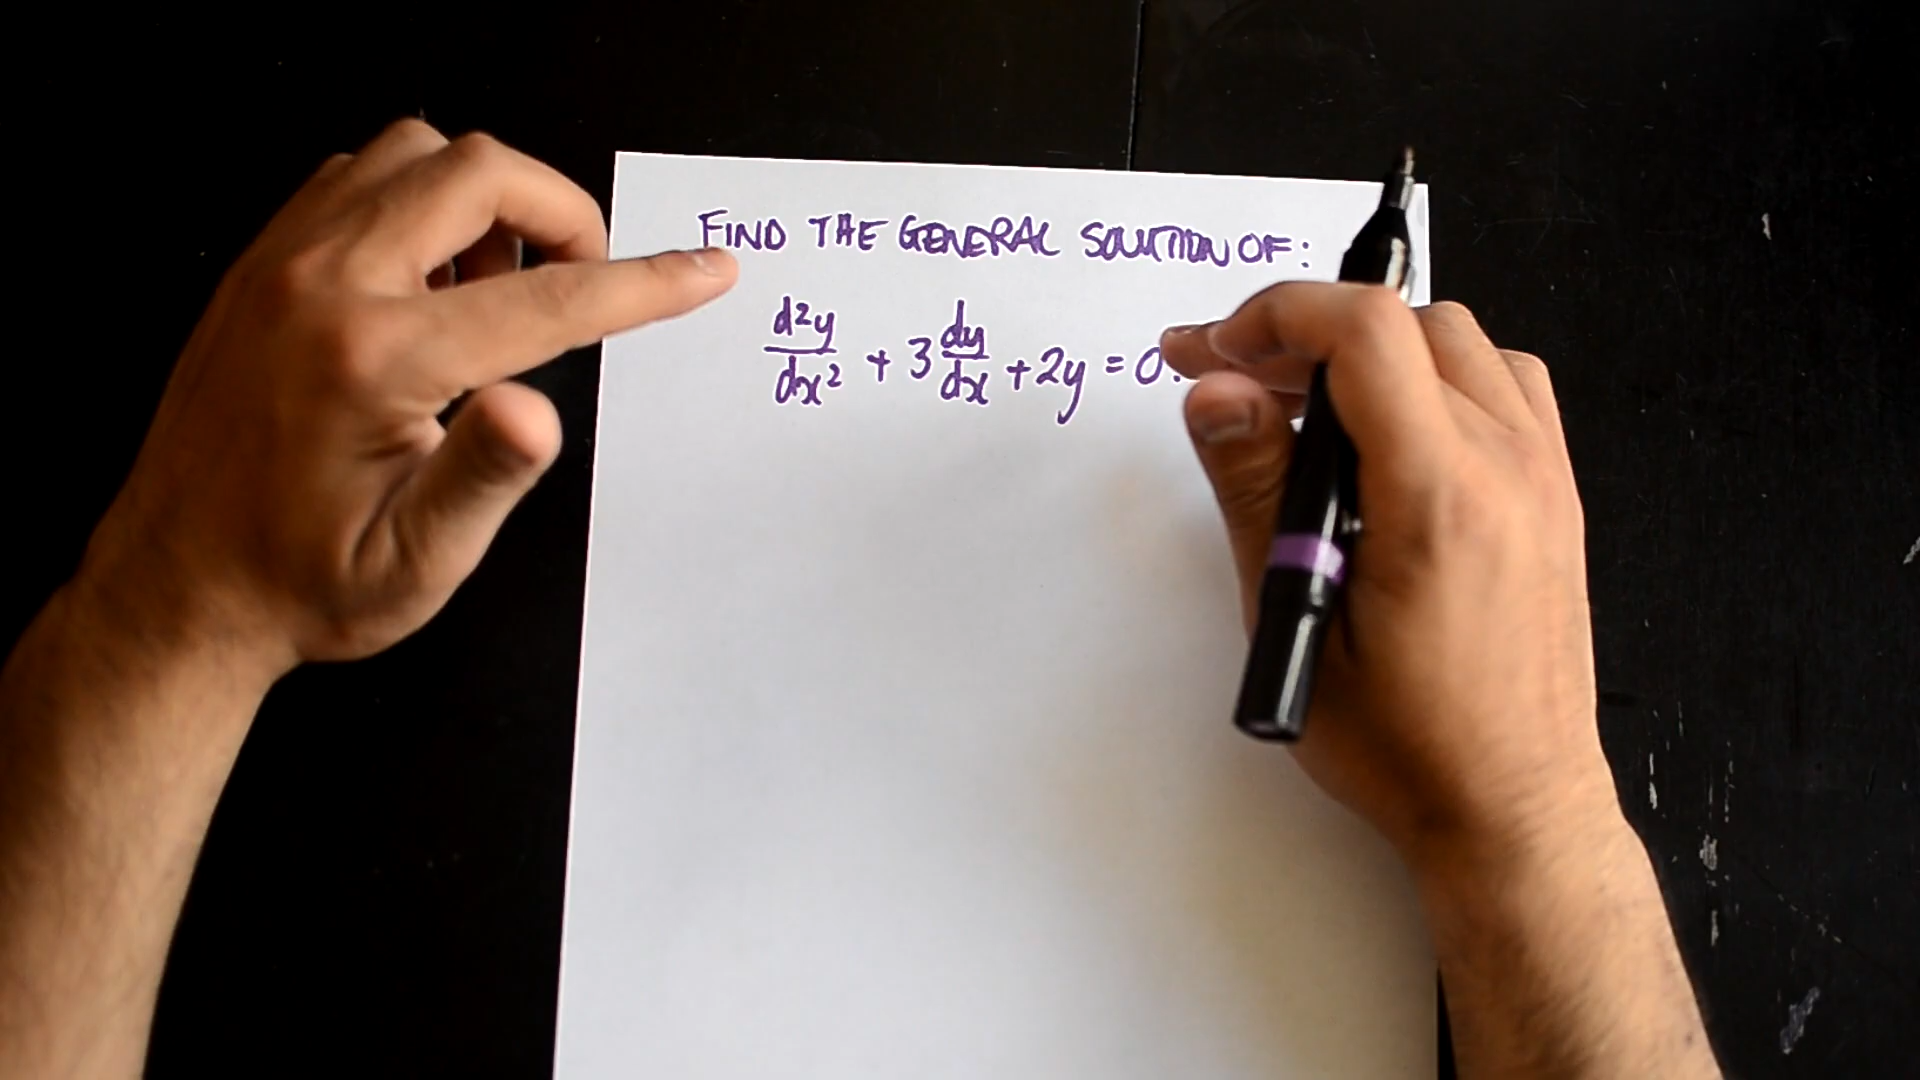 FIND THE GENERAL SOLUTION OF:
d²y/dx² + 3 dy/dx + 2y = 0.